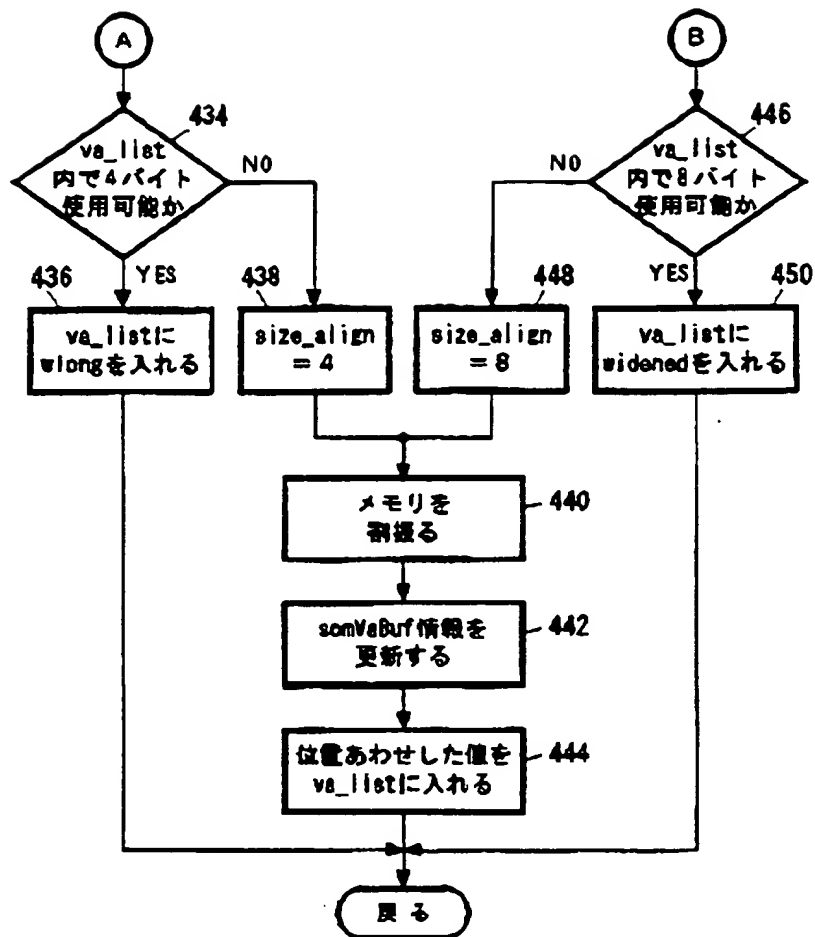 A
B
434
446
va_list
内で4バイト
使用可能か
NO
NO
va_list
内で8バイト
使用可能か
436
YES
438
448
YES
450
va_listに
wlongを入れる
size_align
=4
size_align
=8
va_listに
widenedを入れる
メモリを
割振る
440
somVaBuf情報を
更新する
442
位置あわせした値を
va_listに入れる
444
戻る